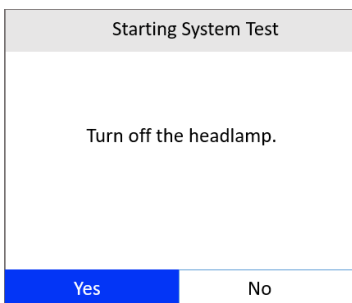 Starting System Test
Turn off the headlamp.
Yes
No